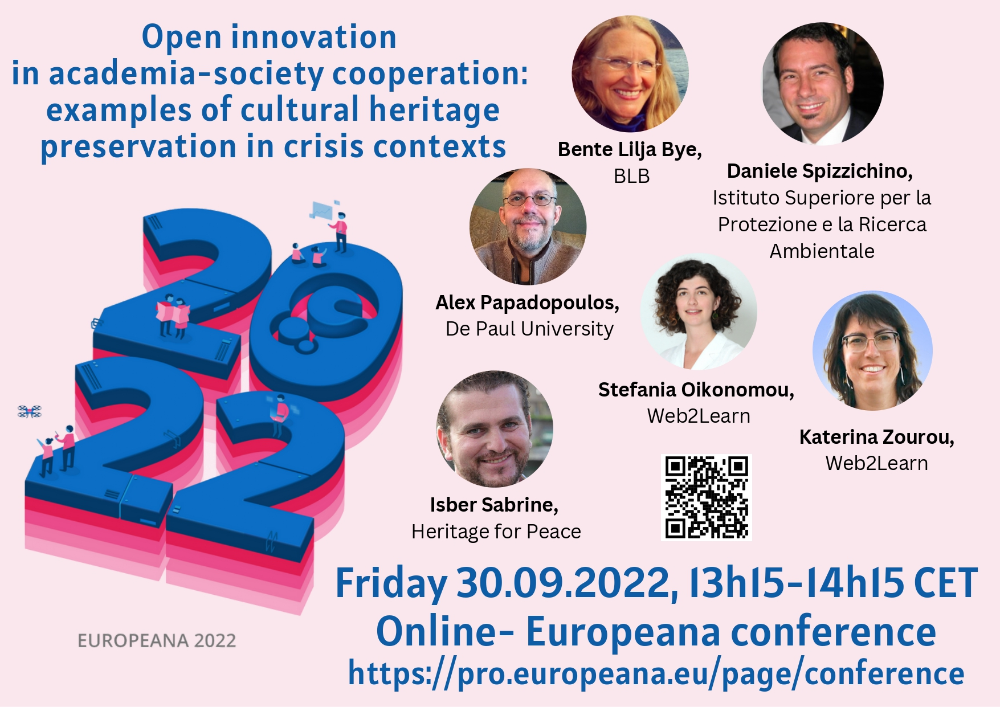 Open innovation
in academia-society cooperation:
examples of cultural heritage
preservation in crisis contexts
Bente Lilja Bye,
BLB
Daniele Spizzichino,
Istituto Superiore per la
Protezione e la Ricerca
Ambientale
Alex Papadopoulos,
De Paul University
Stefania Oikonomou,
Web2Learn
Katerina Zourou,
Web2Learn
Isber Sabrine,
Heritage for Peace
2022
EUROPEANA 2022
Friday 30.09.2022, 13h15-14h15 CET
Online- Europeana conference
https://pro.europeana.eu/page/conference